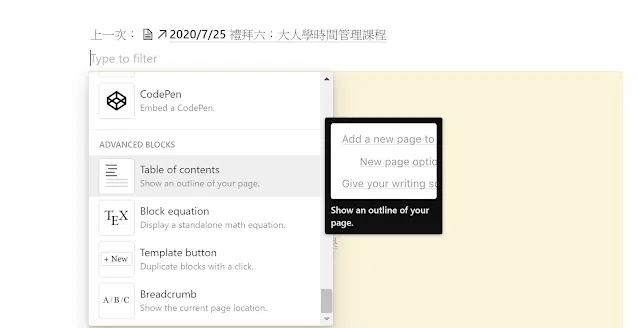 上一次： ↗2020/7/25 禮拜六：大人學時間管理課程
Type to filter
CodePen
Embed a CodePen.
ADVANCED BLOCKS
Table of contents
Show an outline of your page.
TEX
Block equation
Display a standalone math equation.
+ New
Template button
Duplicate blocks with a click.
A / B / C
Breadcrumb
Show the current page location.
Add a new page to
New page optio
Give your writing sc
Show an outline of your
page.